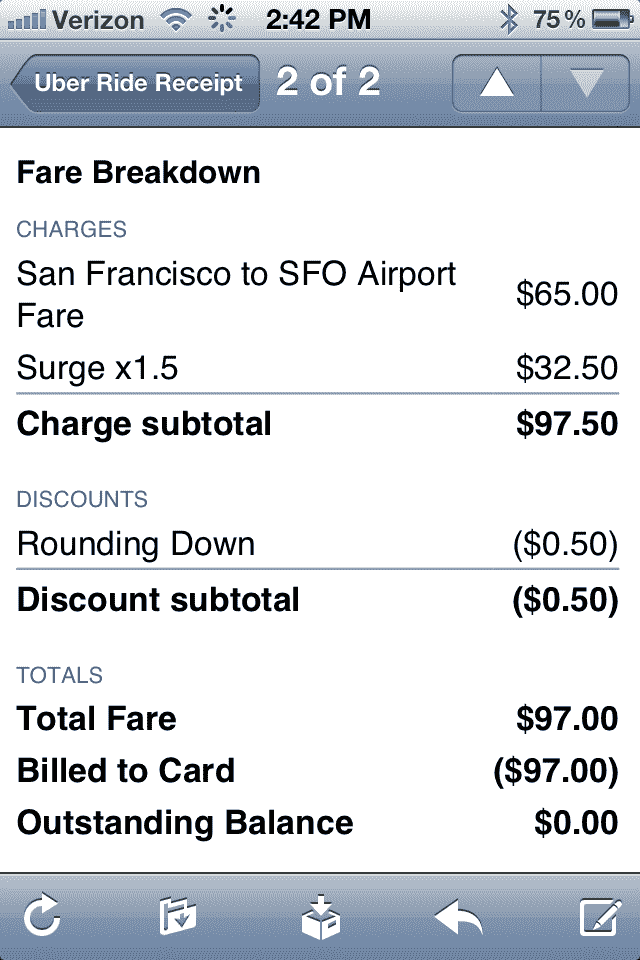 Verizon 2:42 PM 75%
Uber Ride Receipt 2 of 2
Fare Breakdown
CHARGES
San Francisco to SFO Airport
Fare $65.00
Surge x1.5 $32.50
Charge subtotal $97.50
DISCOUNTS
Rounding Down ($0.50)
Discount subtotal ($0.50)
TOTALS
Total Fare $97.00
Billed to Card ($97.00)
Outstanding Balance $0.00